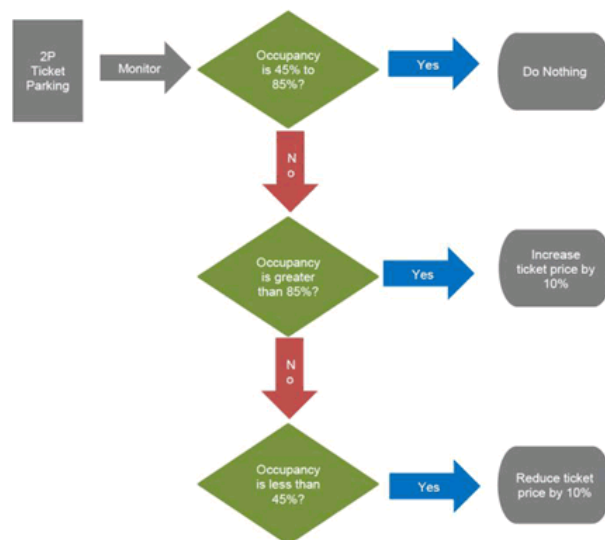 2P
Ticket
Parking
Monitor
Occupancy
is 45% to
85%?
Yes
Do Nothing
N
o
Occupancy
is greater
than 85%?
Yes
Increase
ticket price by
10%
N
o
Occupancy
is less than
45%?
Yes
Reduce ticket
price by 10%